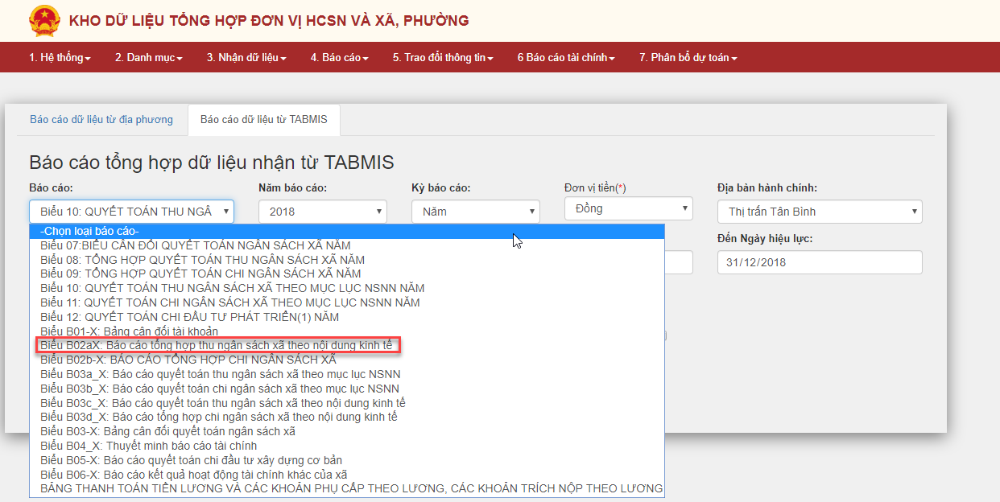 KHO DỮ LIỆU TỔNG HỢP ĐƠN VỊ HCSN VÀ XÃ, PHƯỜNG
1. Hệ thống 2. Danh mục 3. Nhận dữ liệu 4. Báo cáo 5. Trao đổi thông tin 6 Báo cáo tài chính 7. Phân bổ dự toán
Báo cáo dữ liệu từ địa phương Báo cáo dữ liệu từ TABMIS
Báo cáo tổng hợp dữ liệu nhận từ TABMIS
Báo cáo: Năm báo cáo: Kỳ báo cáo: Đơn vị tiền(*) Địa bàn hành chính:
Biểu 10: QUYẾT TOÁN THU NGÂ 2018 Năm Đồng Thị trấn Tân Bình
-Chọn loại báo cáo-
Đến Ngày hiệu lực:
Biểu 07:BIỂU CÂN ĐỐI QUYẾT TOÁN NGÂN SÁCH XÃ NĂM
Biểu 08: TỔNG HỢP QUYẾT TOÁN THU NGÂN SÁCH XÃ NĂM
31/12/2018
Biểu 09: TỔNG HỢP QUYẾT TOÁN CHI NGÂN SÁCH XÃ NĂM
Biểu 10: QUYẾT TOÁN THU NGÂN SÁCH XÃ THEO MỤC LỤC NSNN NĂM
Biểu 11: QUYẾT TOÁN CHI NGÂN SÁCH XÃ THEO MỤC LỤC NSNN NĂM
Biểu 12: QUYẾT TOÁN CHI ĐẦU TƯ PHÁT TRIỂN(1) NĂM
Biểu B01-X: Bảng cân đối tài khoản
Biểu B02aX: Báo cáo tổng hợp thu ngân sách xã theo nội dung kinh tế
Biểu B02b-X: BÁO CÁO TỔNG HỢP CHI NGÂN SÁCH XÃ
Biểu B03a_X: Báo cáo quyết toán thu ngân sách xã theo mục lục NSNN
Biểu B03b_X: Báo cáo quyết toán chi ngân sách xã theo mục lục NSNN
Biểu B03c_X: Báo cáo quyết toán thu ngân sách xã theo nội dung kinh tế
Biểu B03d_X: Báo cáo tổng hợp chi ngân sách xã theo nội dung kinh tế
Biểu B03-X: Bảng cân đối quyết toán ngân sách xã
Biểu B04_X: Thuyết minh báo cáo tài chính
Biểu B05-X: Báo cáo quyết toán chi đầu tư xây dựng cơ bản
Biểu B06-X: Báo cáo kết quả hoạt động tài chính khác của xã
BẢNG THANH TOÁN TIỀN LƯƠNG VÀ CÁC KHOẢN PHỤ CẤP THEO LƯƠNG, CÁC KHOẢN TRÍCH NỘP THEO LƯƠNG